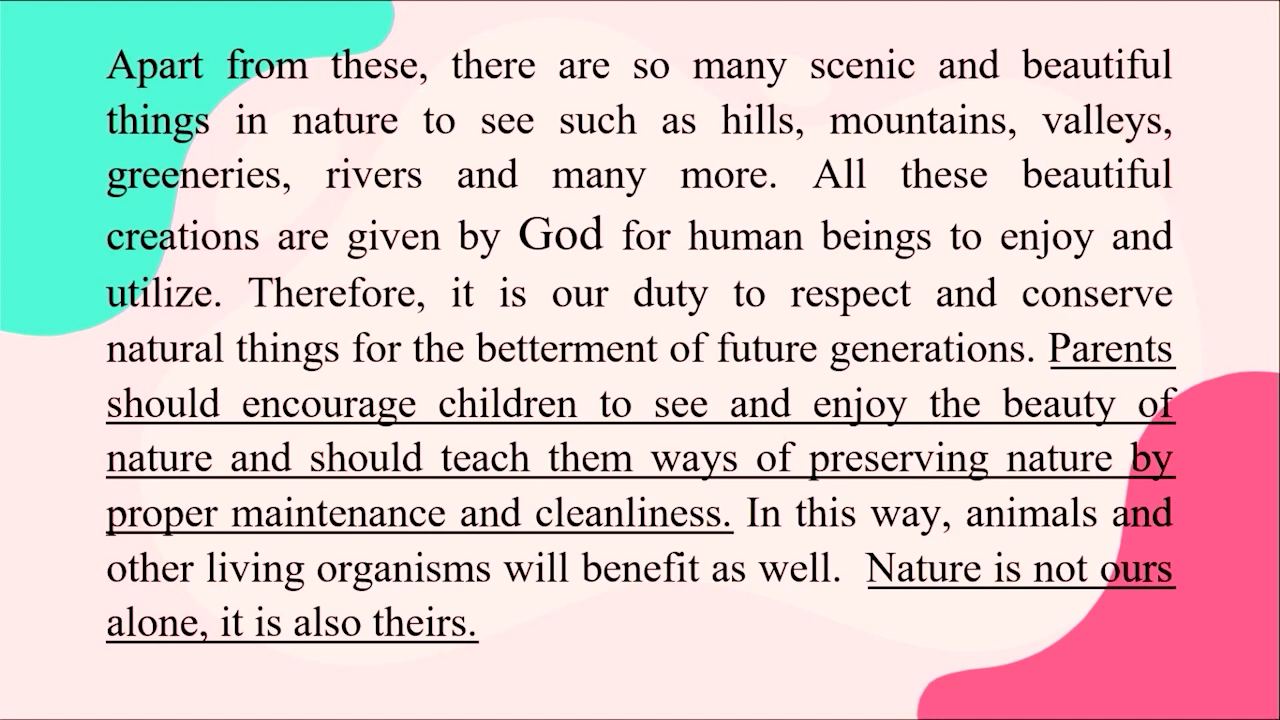 Apart from these, there are so many scenic and beautiful
things in nature to see such as hills, mountains, valleys,
greeneries, rivers and many more. All these beautiful
creations are given by God for human beings to enjoy and
utilize. Therefore, it is our duty to respect and conserve
natural things for the betterment of future generations. Parents
should encourage children to see and enjoy the beauty of
nature and should teach them ways of preserving nature by
proper maintenance and cleanliness. In this way, animals and
other living organisms will benefit as well. Nature is not ours
alone, it is also theirs.